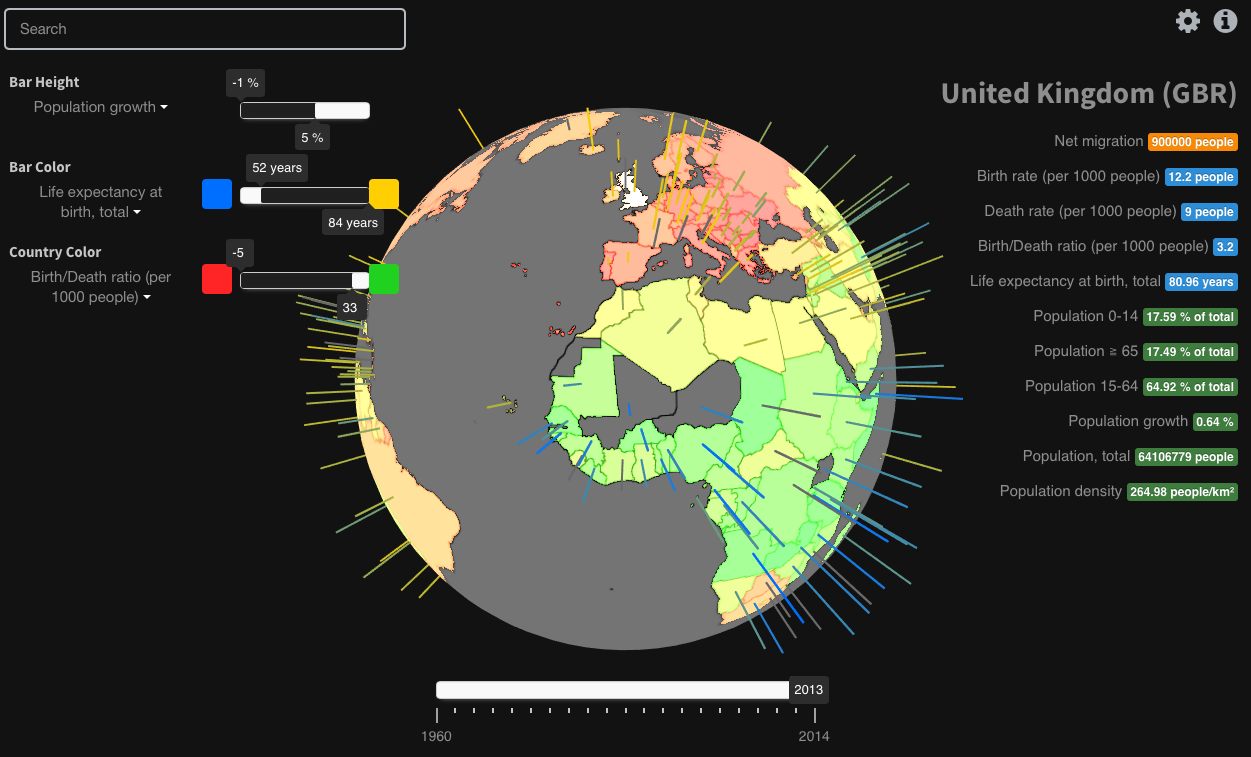 Search
Bar Height
-1 %
Population growth
5 %
Bar Color
52 years
Life expectancy at
birth, total
84 years
Country Color
-5
Birth/Death ratio (per
1000 people)
33
United Kingdom (GBR)
Net migration 900000 people
Birth rate (per 1000 people) 12.2 people
Death rate (per 1000 people) 9 people
Birth/Death ratio (per 1000 people) 3.2
Life expectancy at birth, total 80.96 years
Population 0-14 17.59 % of total
Population ≥ 65 17.49 % of total
Population 15-64 64.92 % of total
Population growth 0.64 %
Population, total 64106779 people
Population density 264.98 people/km²
2013
1960
2014